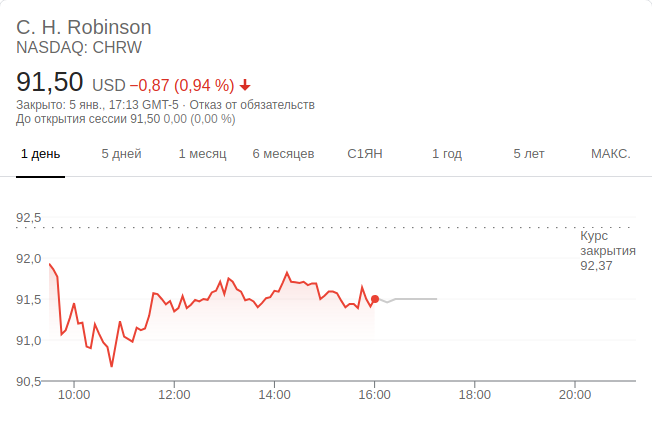 C. H. Robinson
NASDAQ: CHRW
91,50 USD −0,87 (0,94 %)
Закрыто: 5 янв., 17:13 GMT-5 · Отказ от обязательств
До открытия сессии 91,50 0,00 (0,00 %)
1 день 5 дней 1 месяц 6 месяцев С1ЯН 1 год 5 лет МАКС.
92,5
Курс
закрытия
92,37
92,0
91,5
91,0
90,5
10:00 12:00 14:00 16:00 18:00 20:00